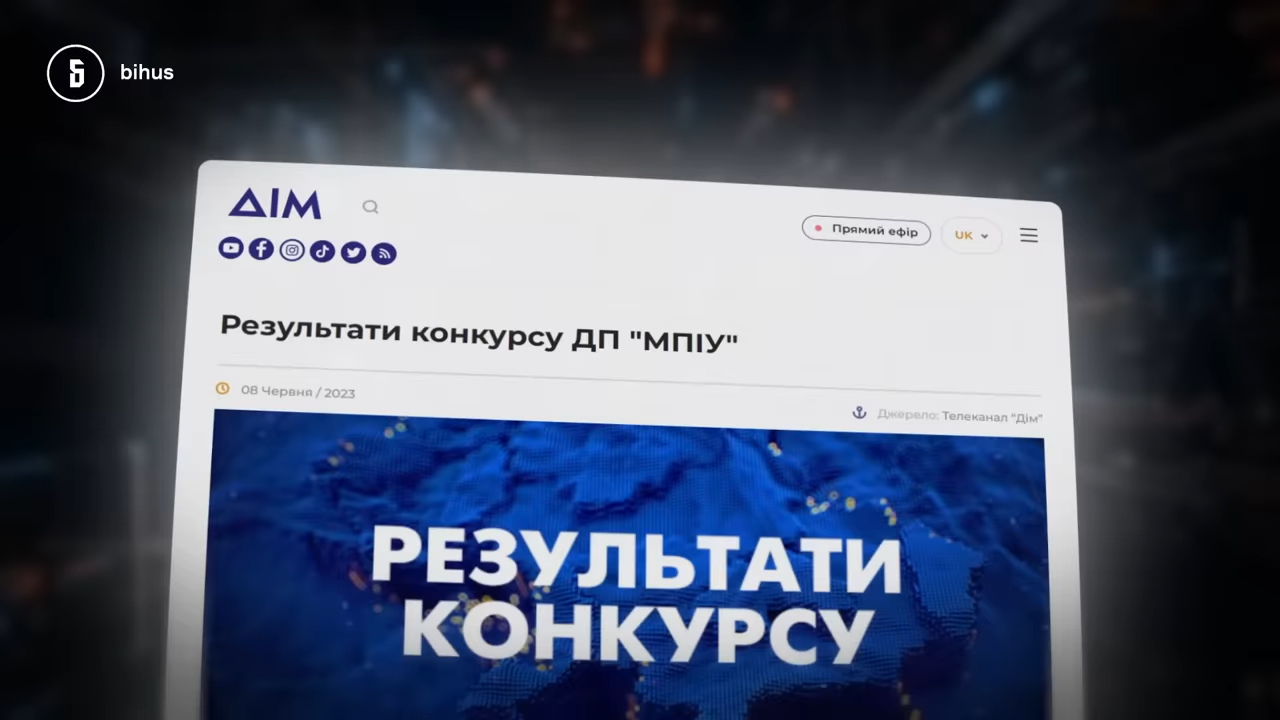 bihus
ДІМ
Прямий ефір
UK
Результати конкурсу ДП "МПІУ"
08 Червня / 2023
Джерело: Телеканал "Дім"
РЕЗУЛЬТАТИ
КОНКУРСУ